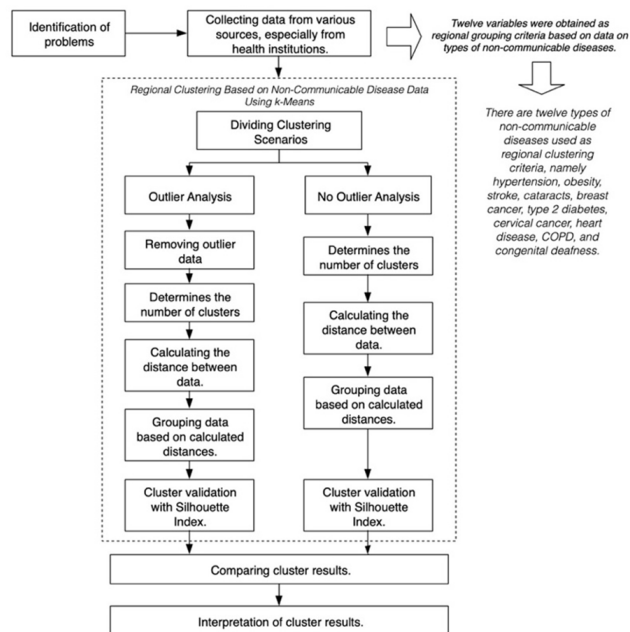 Identification of
problems
Collecting data from various
sources, especially from
health institutions.
Twelve variables were obtained as
regional grouping criteria based on data on
types of non-communicable diseases.
There are twelve types of
non-communicable
diseases used as
regional clustering
criteria, namely
hypertension, obesity,
stroke, cataracts, breast
cancer, type 2 diabetes,
cervical cancer, heart
disease, COPD, and
congenital deafness.
Regional Clustering Based on Non-Communicable Disease Data
Using k-Means
Dividing Clustering
Scenarios
Outlier Analysis
Removing outlier
data
Determines the
number of clusters
Calculating the
distance between
data.
Grouping data
based on calculated
distances.
Cluster validation
with Silhouette
Index.
No Outlier Analysis
Determines the
number of clusters
Calculating the
distance between
data.
Grouping data
based on calculated
distances.
Cluster validation
with Silhouette
Index.
Comparing cluster results.
Interpretation of cluster results.